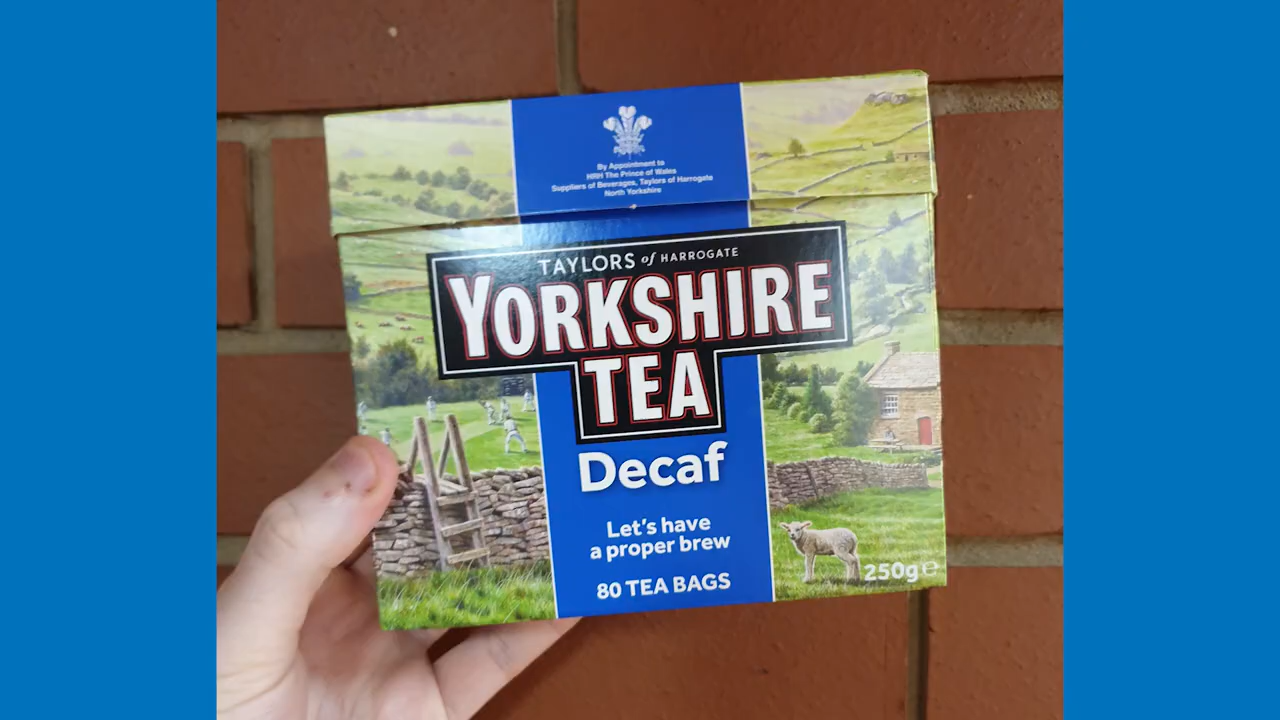 By Appointment to
HRH The Prince of Wales
Suppliers of Beverages, Taylors of Harrogate
North Yorkshire
TAYLORS of HARROGATE
YORKSHIRE
TEA
Decaf
Let's have
a proper brew
80 TEA BAGS
250g℮